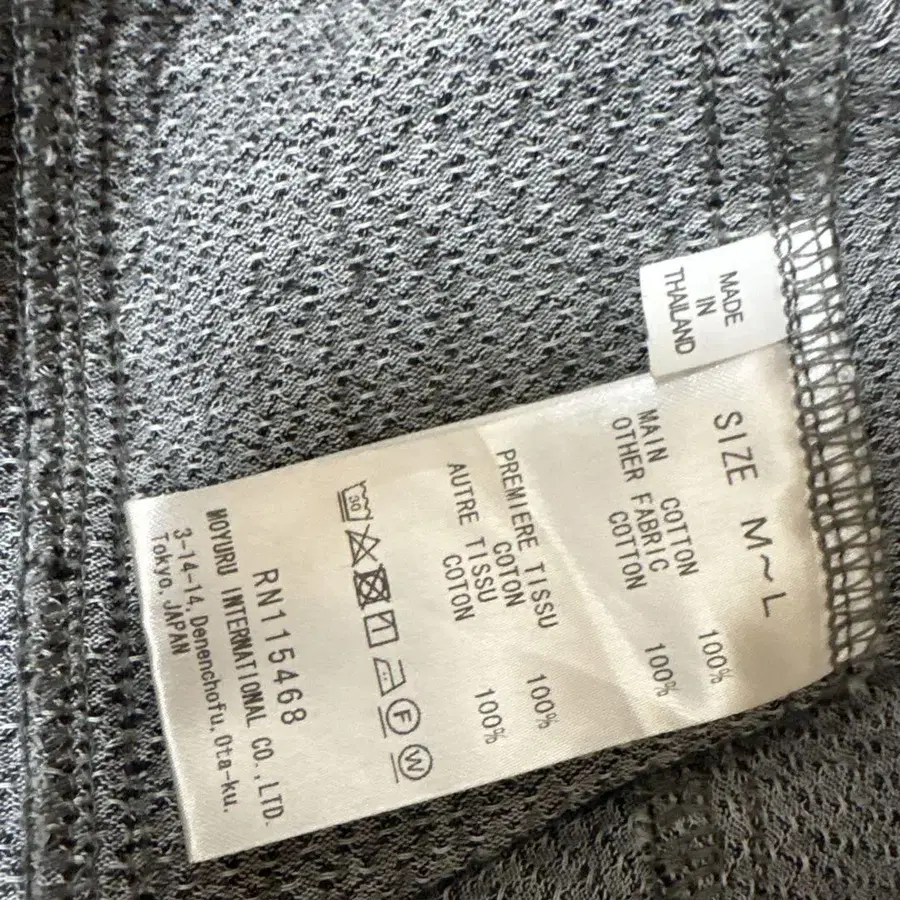 MADE
IN
THAILAND
SIZE M~L
MAIN
COTTON 100%
OTHER FABRIC
COTTON 100%
PREMIERE TISSU
COTON 100%
AUTRE TISSU
COTON 100%
30
F
W
RN115468
MOYURU INTERNATIONAL CO.,LTD.
3-14-14,Denenchofu,Ota-ku,
Tokyo,JAPAN